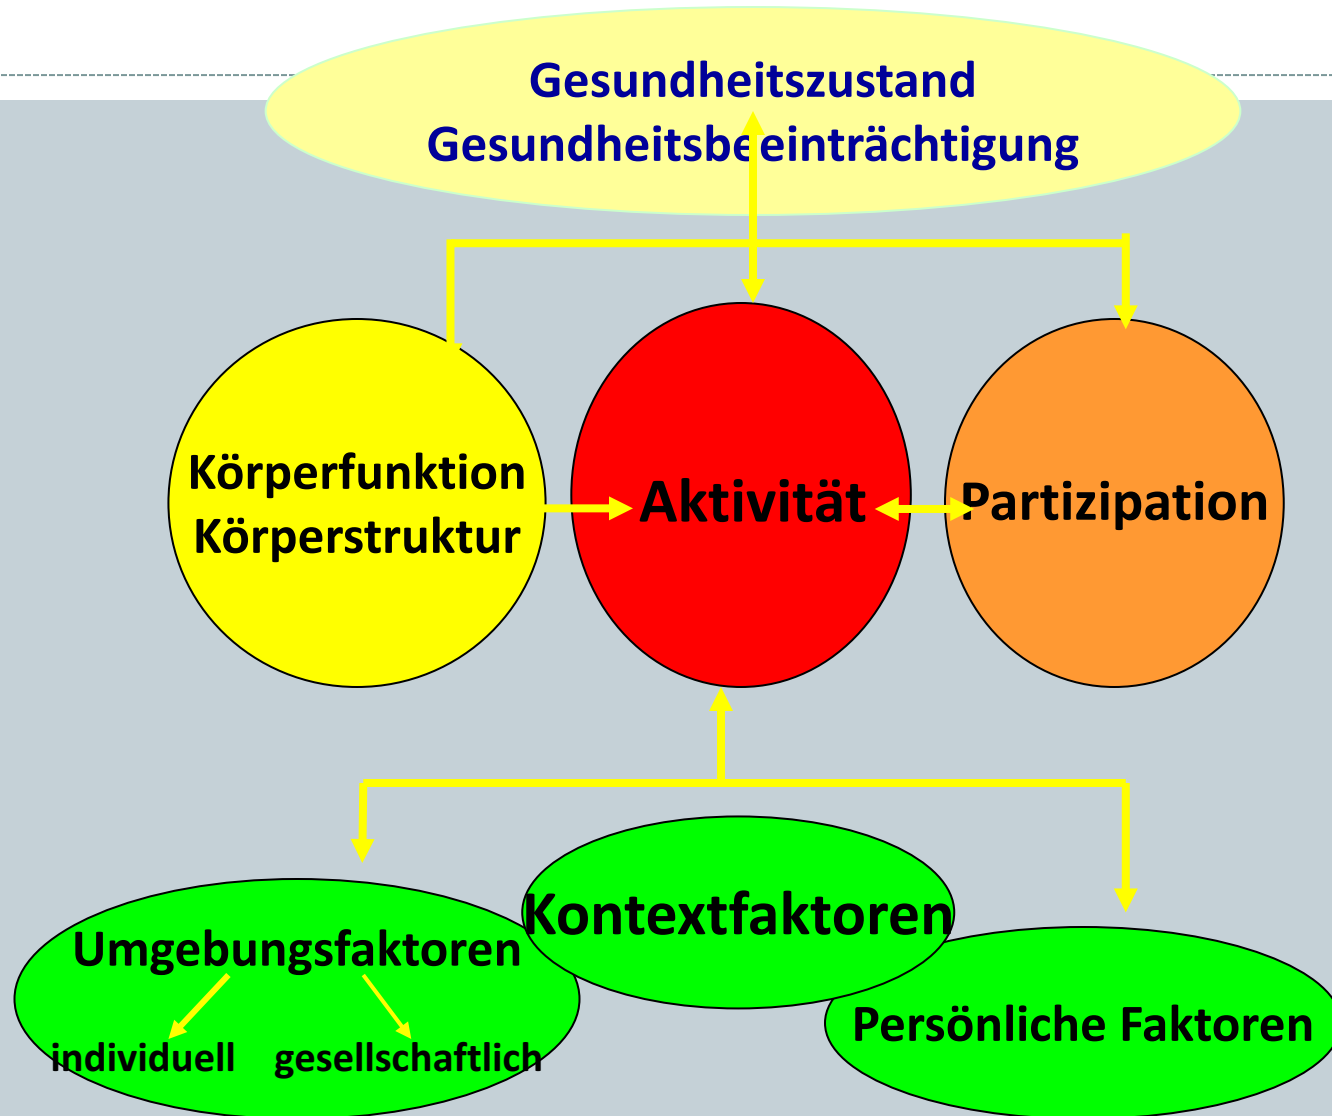 Gesundheitszustand
Gesundheitsbeeinträchtigung
Körperfunktion
Körperstruktur
Aktivität
Partizipation
Kontextfaktoren
Umgebungsfaktoren
individuell gesellschaftlich
Persönliche Faktoren